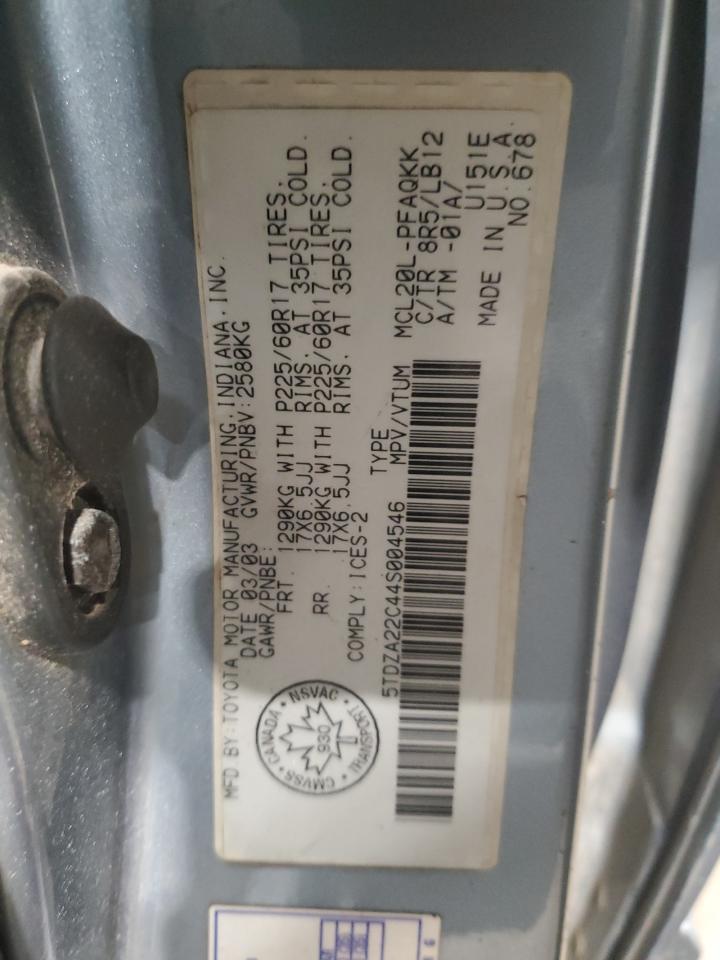 MFD BY:TOYOTA MOTOR MANUFACTURING, INDIANA, INC.
DATE 03/03 GVWR/PNBV:2580KG
GAWR/PNBE:
FRT 1290KG WITH P225/60R17 TIRES.
17X6.5JJ RIMS. AT 35PSI COLD.
RR. 1290KG WITH P225/60R17 TIRES.
17X6.5JJ RIMS. AT 35PSI COLD.
COMPLY:ICES-2
CANADA · NSVAC · TRANSPORT · CMVSS ·
930
TYPE
5TDZA22C44S004546 MPV/VTUM
MCL20L-PFAQKK
C/TR 8R5/LB12
A/TM -01A/
U151E
MADE IN U.S.A.
NO.678